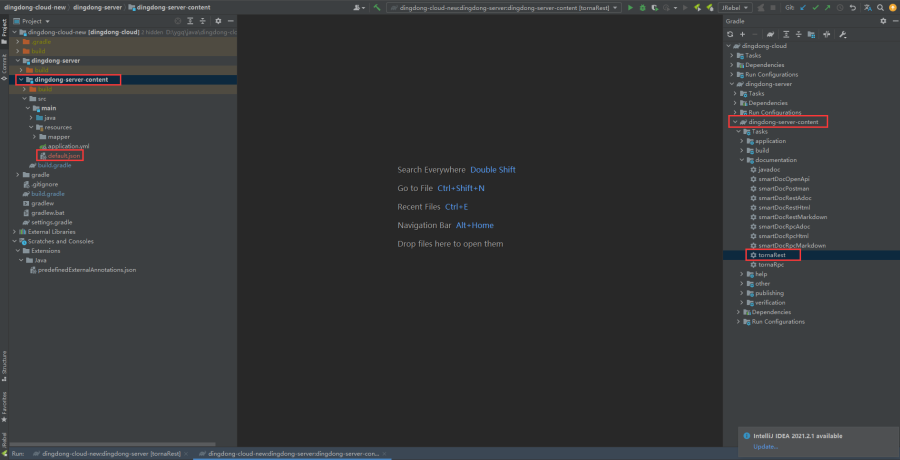 dingdong-cloud-new
dingdong-server
dingdong-server-content
dingdong-cloud-new:dingdong-server:dingdong-server-content [tornaRest]
JRebel
Git:
Project
Gradle
dingdong-cloud-new [dingdong-cloud]
.gradle
build
dingdong-server
build
dingdong-server-content
build
src
main
java
resources
mapper
application.yml
default.json
build.gradle
gradle
.gitignore
build.gradle
gradlew
gradlew.bat
settings.gradle
External Libraries
Scratches and Consoles
Extensions
Java
predefinedExternalAnnotations.json
Project
Commit
Structure
Favorites
JRebel
Search Everywhere Double Shift
Go to File Ctrl+Shift+N
Recent Files Ctrl+E
Navigation Bar Alt+Home
Drop files here to open them
dingdong-cloud
Tasks
Dependencies
Run Configurations
dingdong-server
Tasks
Dependencies
Run Configurations
dingdong-server-content
Tasks
application
build
documentation
javadoc
smartDocOpenApi
smartDocPostman
smartDocRestAdoc
smartDocRestHtml
smartDocRestMarkdown
smartDocRpcAdoc
smartDocRpcHtml
smartDocRpcMarkdown
tornaRest
tornaRpc
help
other
publishing
verification
Dependencies
Run Configurations
IntelliJ IDEA 2021.2.1 available
Update...
Run:
dingdong-cloud-new:dingdong-server [tornaRest]
dingdong-cloud-new:dingdong-server:dingdong-server-con...